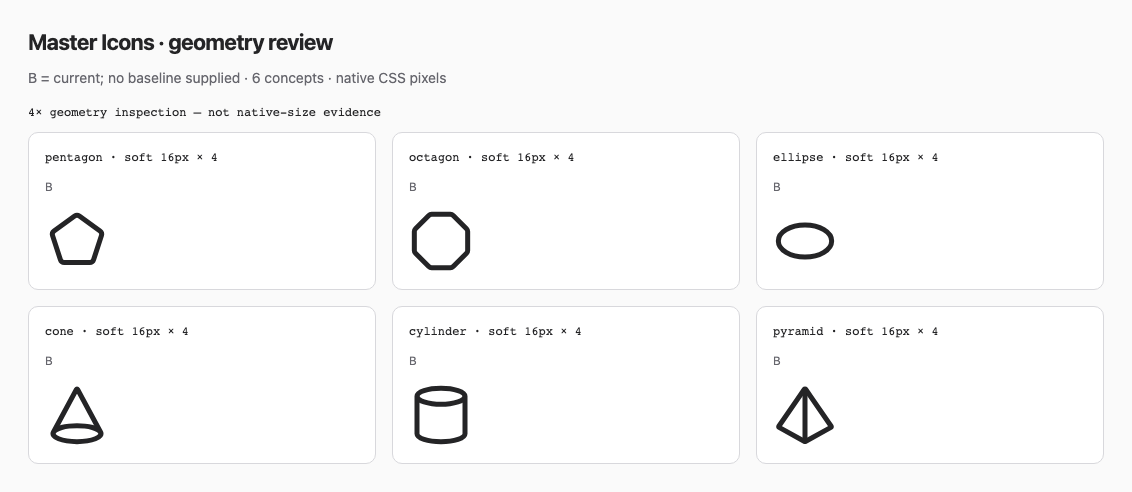 Master Icons · geometry review
B = current; no baseline supplied · 6 concepts · native CSS pixels
4× geometry inspection — not native-size evidence
pentagon · soft 16px × 4
B
octagon · soft 16px × 4
B
ellipse · soft 16px × 4
B
cone · soft 16px × 4
B
cylinder · soft 16px × 4
B
pyramid · soft 16px × 4
B